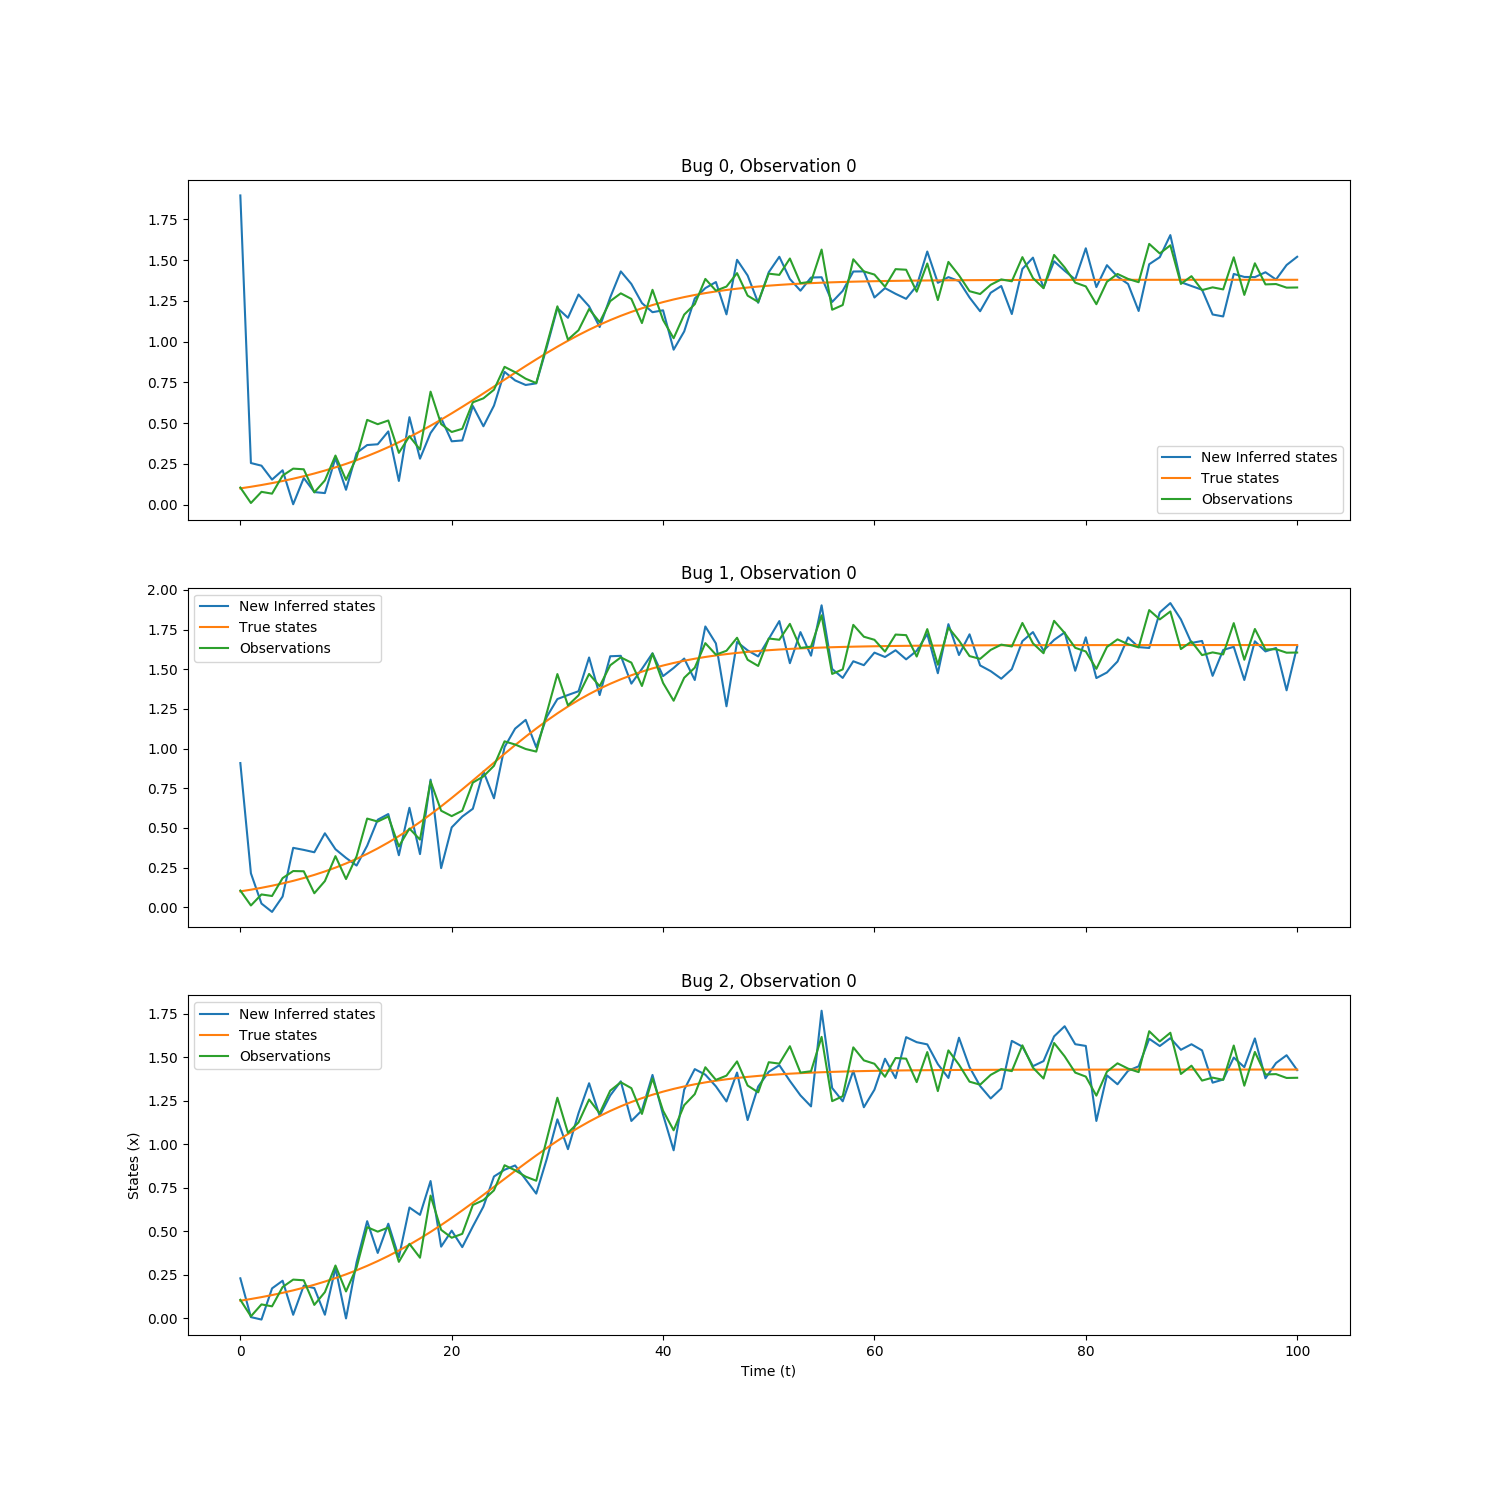 Bug 0, Observation 0
1.75
1.50
1.25
1.00
0.75
0.50
0.25
0.00
New Inferred states
True states
Observations
Bug 1, Observation 0
2.00
1.75
1.50
1.25
1.00
0.75
0.50
0.25
0.00
New Inferred states
True states
Observations
Bug 2, Observation 0
1.75
1.50
1.25
1.00
0.75
0.50
0.25
0.00
New Inferred states
True states
Observations
States (x)
0 20 40 60 80 100
Time (t)